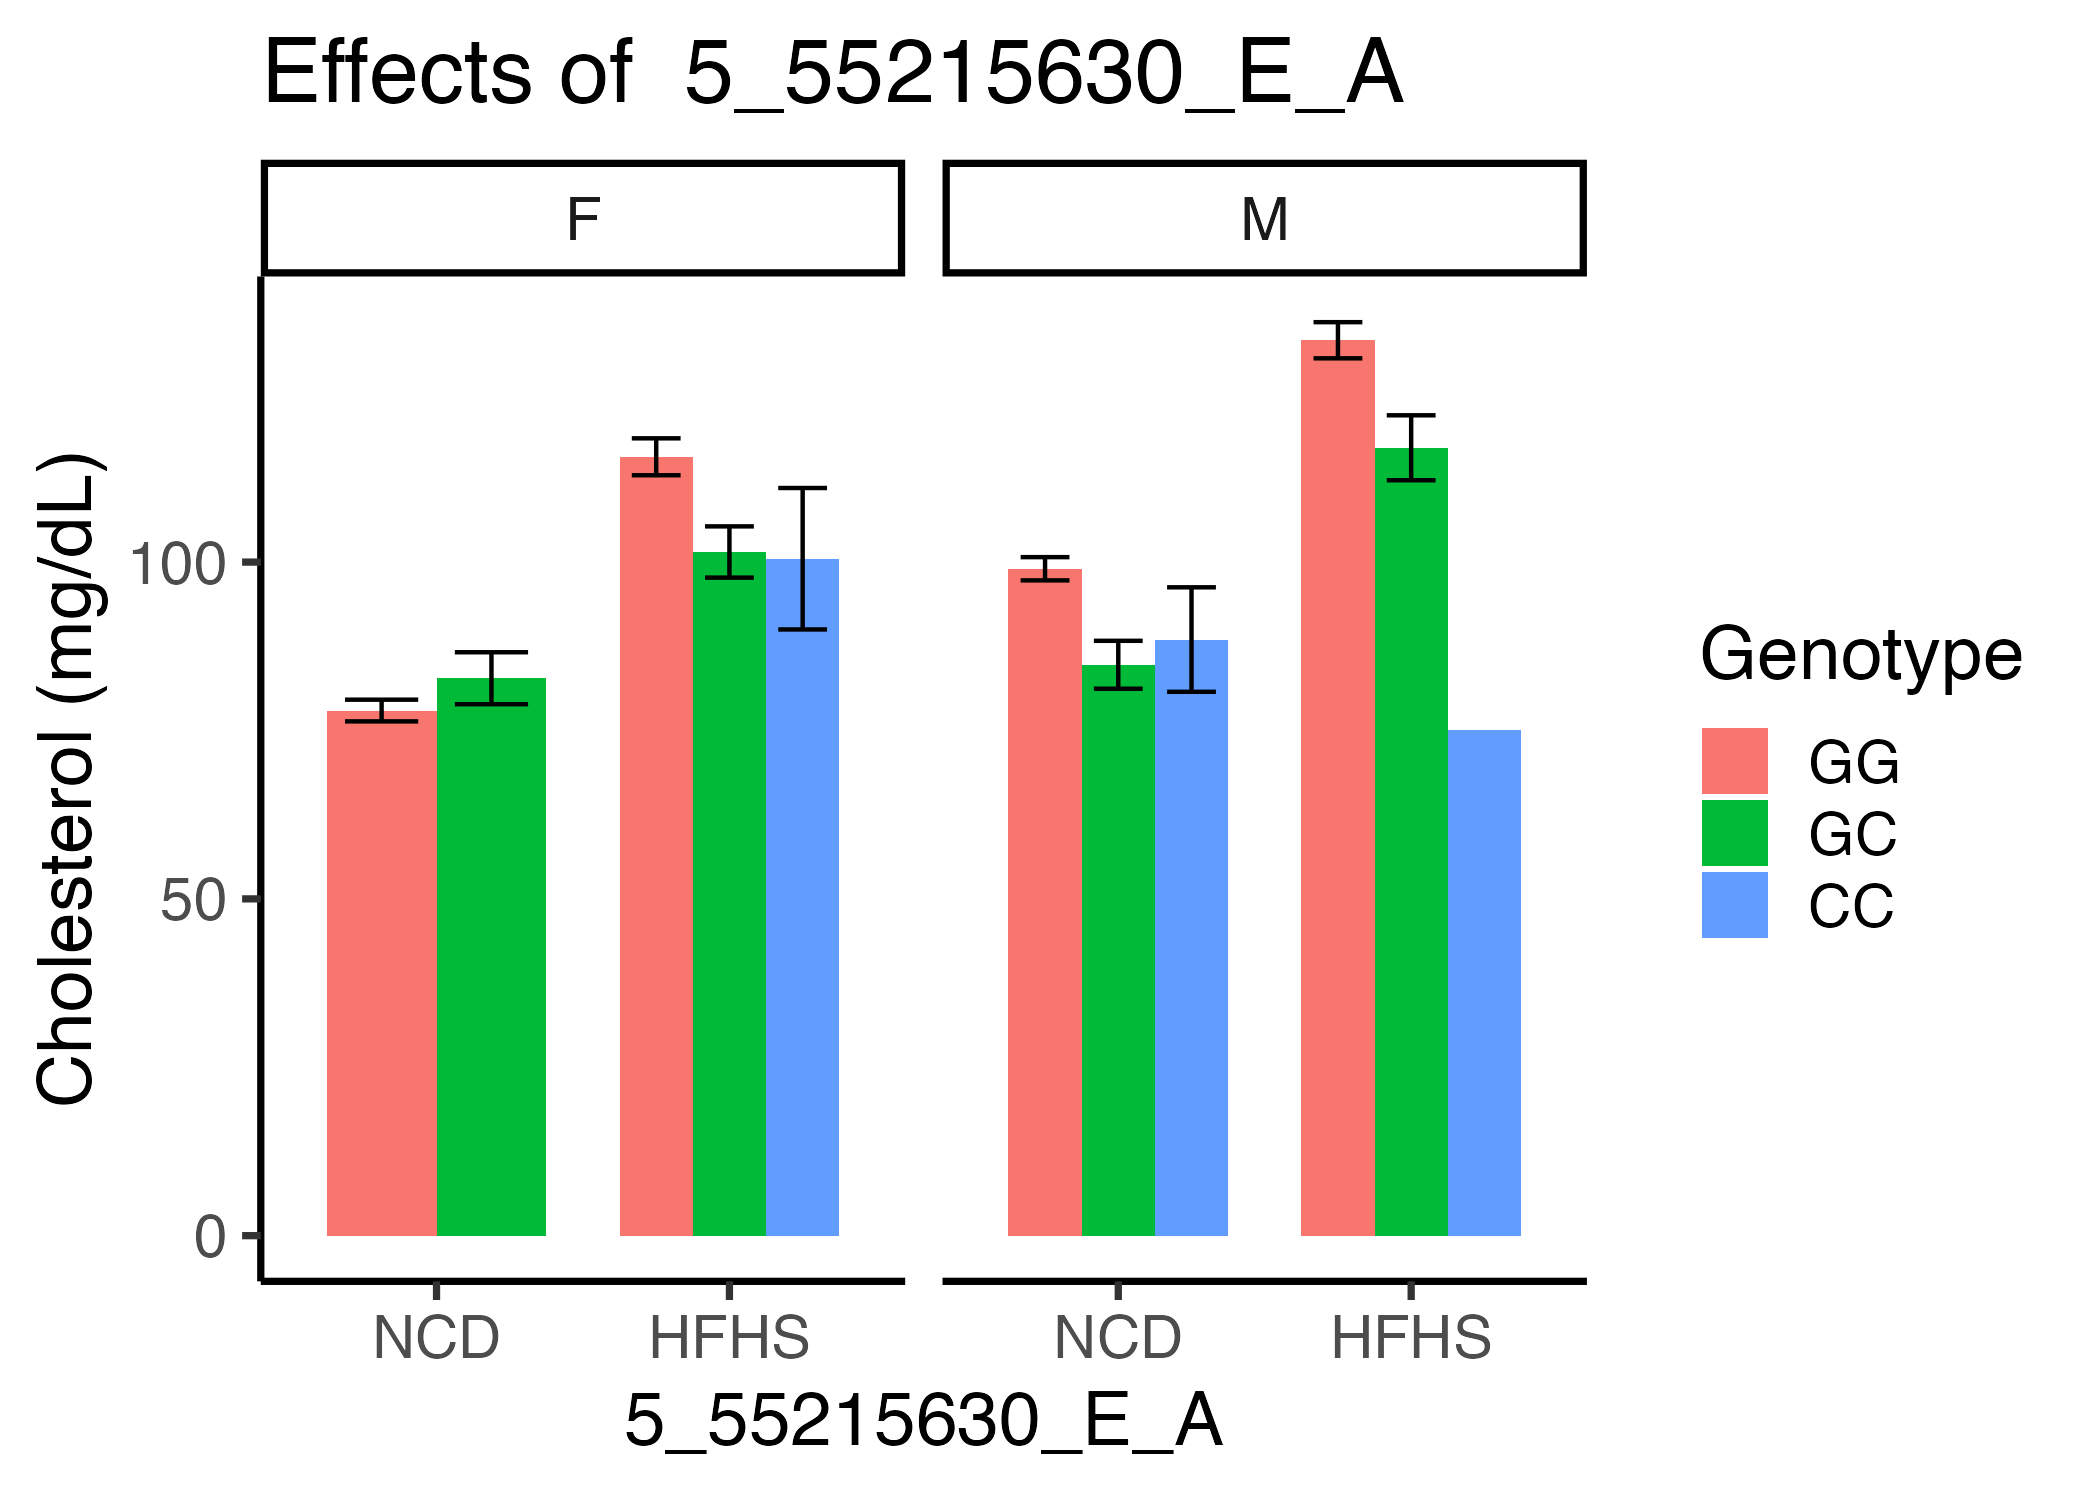 Effects of  5_55215630_E_A
F
M
Cholesterol (mg/dL)
100
50
0
NCD
HFHS
NCD
HFHS
5_55215630_E_A
Genotype
GG
GC
CC